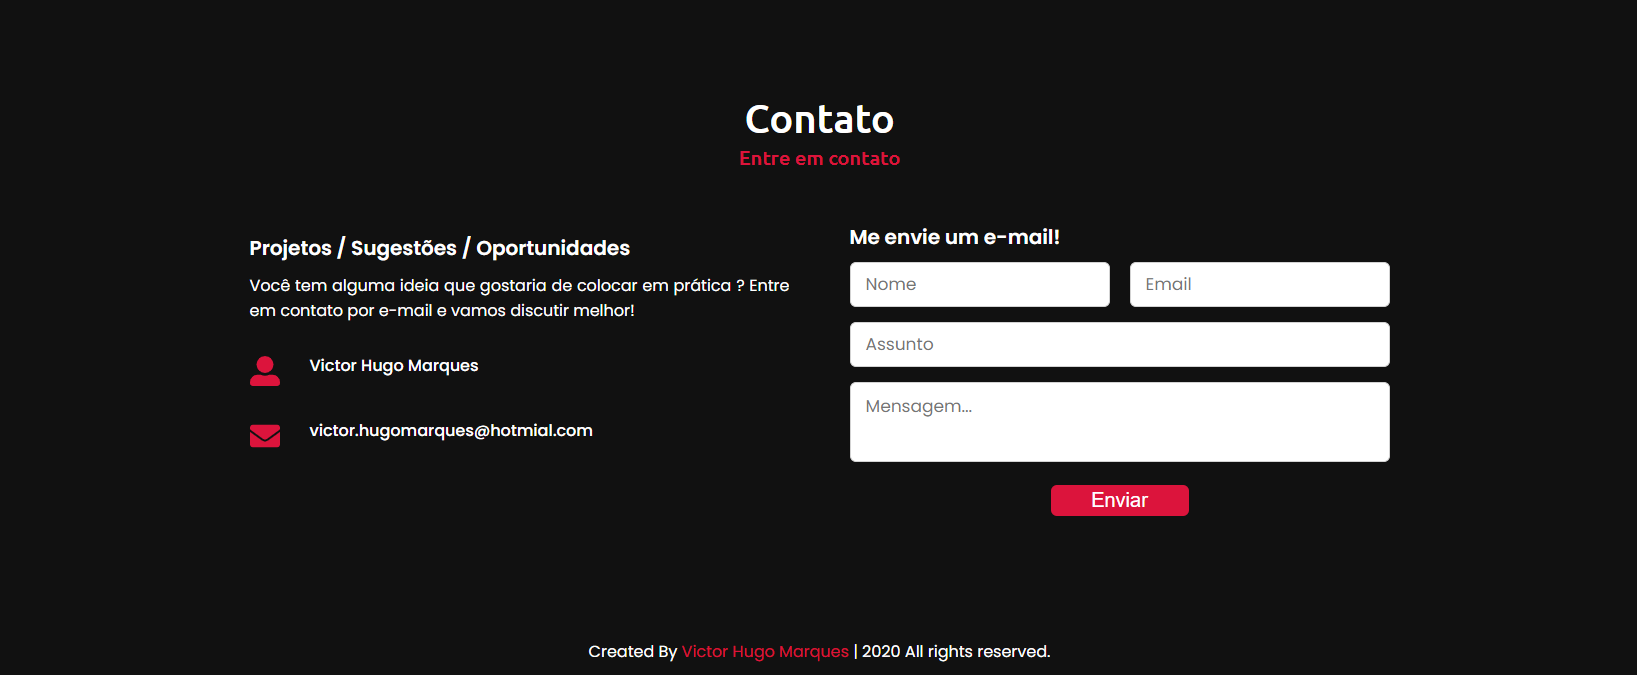 Contato
Entre em contato
Projetos / Sugestões / Oportunidades
Você tem alguma ideia que gostaria de colocar em prática ? Entre
em contato por e-mail e vamos discutir melhor!
Victor Hugo Marques
victor.hugomarques@hotmial.com
Me envie um e-mail!
Nome
Email
Assunto
Mensagem...
Enviar
Created By Victor Hugo Marques | 2020 All rights reserved.